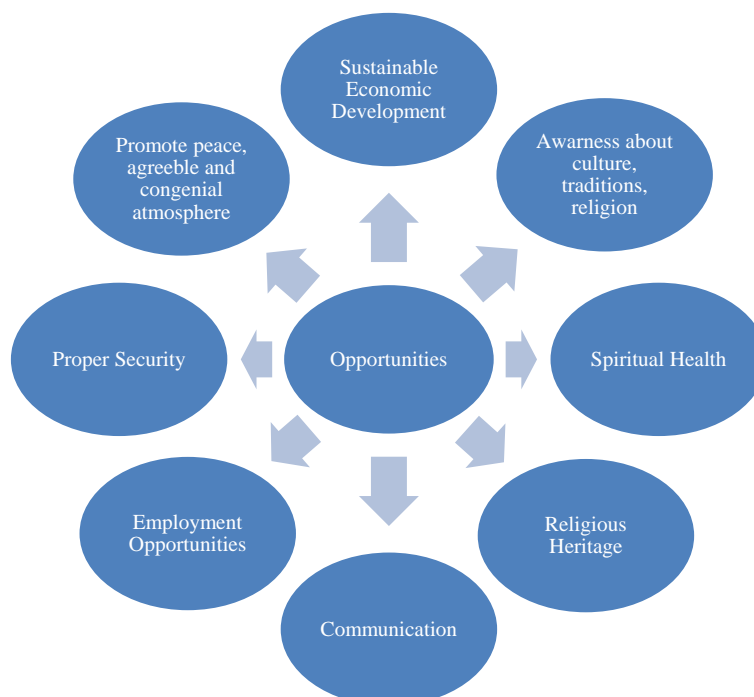 Sustainable
Economic
Development
Promote peace,
agreeble and
congenial
atmosphere
Awarness about
culture,
traditions,
religion
Proper Security
Opportunities
Spiritual Health
Employment
Opportunities
Religious
Heritage
Communication